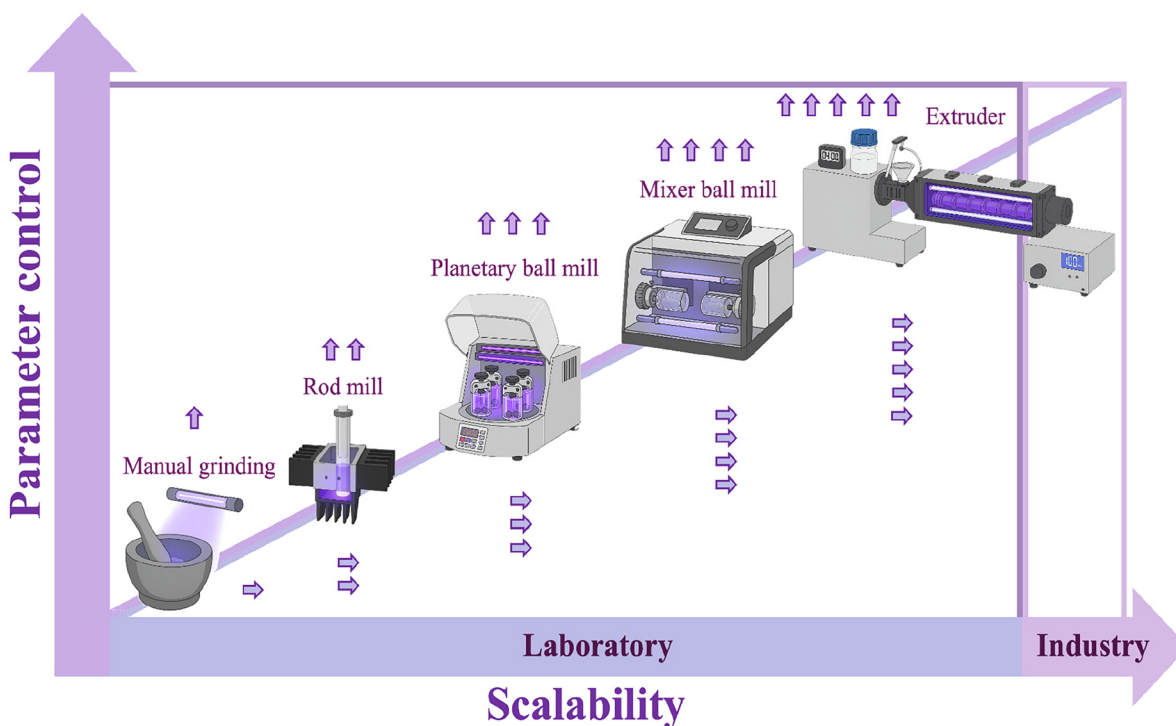 Parameter control
Extruder
Mixer ball mill
Planetary ball mill
Rod mill
Manual grinding
Laboratory
Industry
Scalability